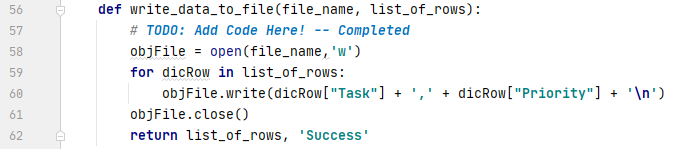 56 def write_data_to_file(file_name, list_of_rows):
57 # TODO: Add Code Here! -- Completed
58 objFile = open(file_name,'w')
59 for dicRow in list_of_rows:
60 objFile.write(dicRow["Task"] + ',' + dicRow["Priority"] + '\n')
61 objFile.close()
62 return list_of_rows, 'Success'